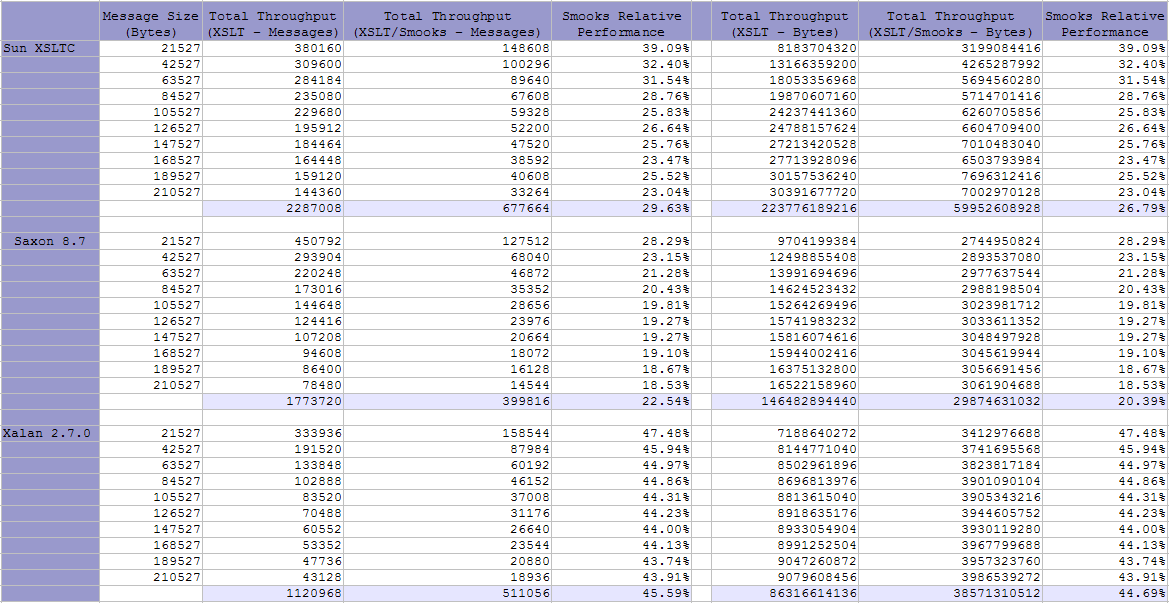 Message Size Total Throughput Total Throughput Smooks Relative Total Throughput Total Throughput Smooks Relative
(Bytes) (XSLT - Messages) (XSLT/Smooks - Messages) Performance (XSLT - Bytes) (XSLT/Smooks - Bytes) Performance
Sun XSLTC 21527 380160 148608 39.09% 8183704320 3199084416 39.09%
42527 309600 100296 32.40% 13166359200 4265287992 32.40%
63527 284184 89640 31.54% 18053356968 5694560280 31.54%
84527 235080 67608 28.76% 19870607160 5714701416 28.76%
105527 229680 59328 25.83% 24237441360 6260705856 25.83%
126527 195912 52200 26.64% 24788157624 6604709400 26.64%
147527 184464 47520 25.76% 27213420528 7010483040 25.76%
168527 164448 38592 23.47% 27713928096 6503793984 23.47%
189527 159120 40608 25.52% 30157536240 7696312416 25.52%
210527 144360 33264 23.04% 30391677720 7002970128 23.04%
2287008 677664 29.63% 223776189216 59952608928 26.79%
Saxon 8.7 21527 450792 127512 28.29% 9704199384 2744950824 28.29%
42527 293904 68040 23.15% 12498855408 2893537080 23.15%
63527 220248 46872 21.28% 13991694696 2977637544 21.28%
84527 173016 35352 20.43% 14624523432 2988198504 20.43%
105527 144648 28656 19.81% 15264269496 3023981712 19.81%
126527 124416 23976 19.27% 15741983232 3033611352 19.27%
147527 107208 20664 19.27% 15816074616 3048497928 19.27%
168527 94608 18072 19.10% 15944002416 3045619944 19.10%
189527 86400 16128 18.67% 16375132800 3056691456 18.67%
210527 78480 14544 18.53% 16522158960 3061904688 18.53%
1773720 399816 22.54% 146482894440 29874631032 20.39%
Xalan 2.7.0 21527 333936 158544 47.48% 7188640272 3412976688 47.48%
42527 191520 87984 45.94% 8144771040 3741695568 45.94%
63527 133848 60192 44.97% 8502961896 3823817184 44.97%
84527 102888 46152 44.86% 8696813976 3901090104 44.86%
105527 83520 37008 44.31% 8813615040 3905343216 44.31%
126527 70488 31176 44.23% 8918635176 3944605752 44.23%
147527 60552 26640 44.00% 8933054904 3930119280 44.00%
168527 53352 23544 44.13% 8991252504 3967799688 44.13%
189527 47736 20880 43.74% 9047260872 3957323760 43.74%
210527 43128 18936 43.91% 9079608456 3986539272 43.91%
1120968 511056 45.59% 86316614136 38571310512 44.69%